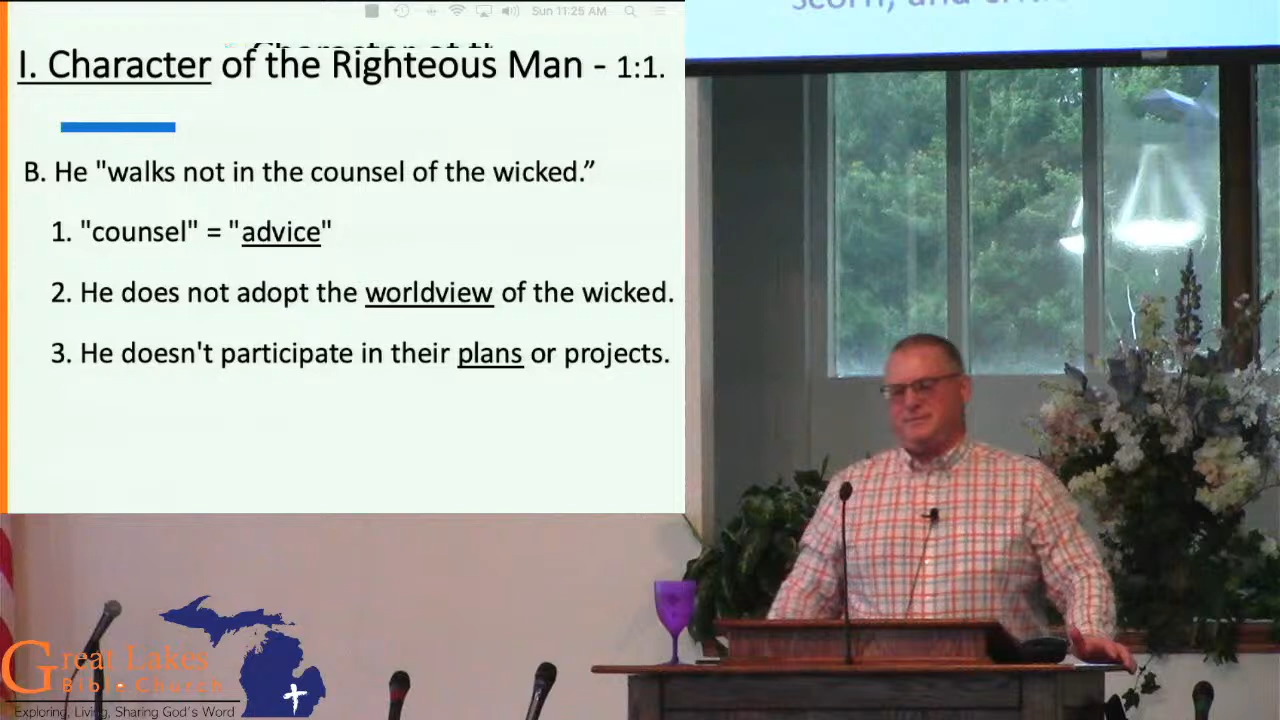 Sun 11:26 AM
scorn, and
I. Character of the Righteous Man - 1:1.
B. He "walks not in the counsel of the wicked.”
1. "counsel" = "advice"
2. He does not adopt the worldview of the wicked.
3. He doesn't participate in their plans or projects.
Great Lakes
Bible Church
Exploring, Living, Sharing God's Word